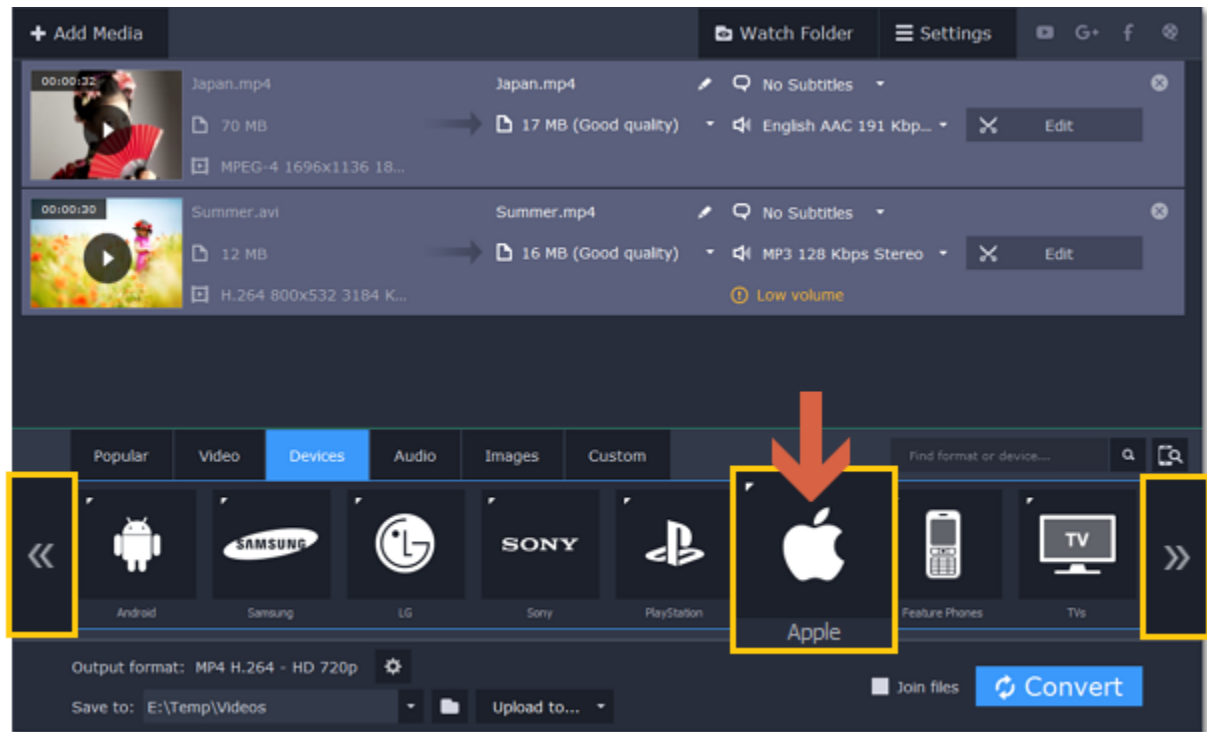 Add Media
Watch Folder
Settings
G+
f
00:00:32
Japan.mp4
Japan.mp4
No Subtitles
70 MB
17 MB (Good quality)
English AAC 191 Kbp...
Edit
MPEG-4 1696x1136 18...
00:00:30
Summer.avi
Summer.mp4
No Subtitles
12 MB
16 MB (Good quality)
MP3 128 Kbps Stereo
Edit
H.264 800x532 3184 K...
Low volume
Popular
Video
Devices
Audio
Images
Custom
Find format or device...
SAMSUNG
LG
SONY
TV
Android
Samsung
LG
Sony
PlayStation
Apple
Feature Phones
TVs
Output format: MP4 H.264 - HD 720p
Join files
Convert
Save to: E:\Temp\Videos
Upload to...